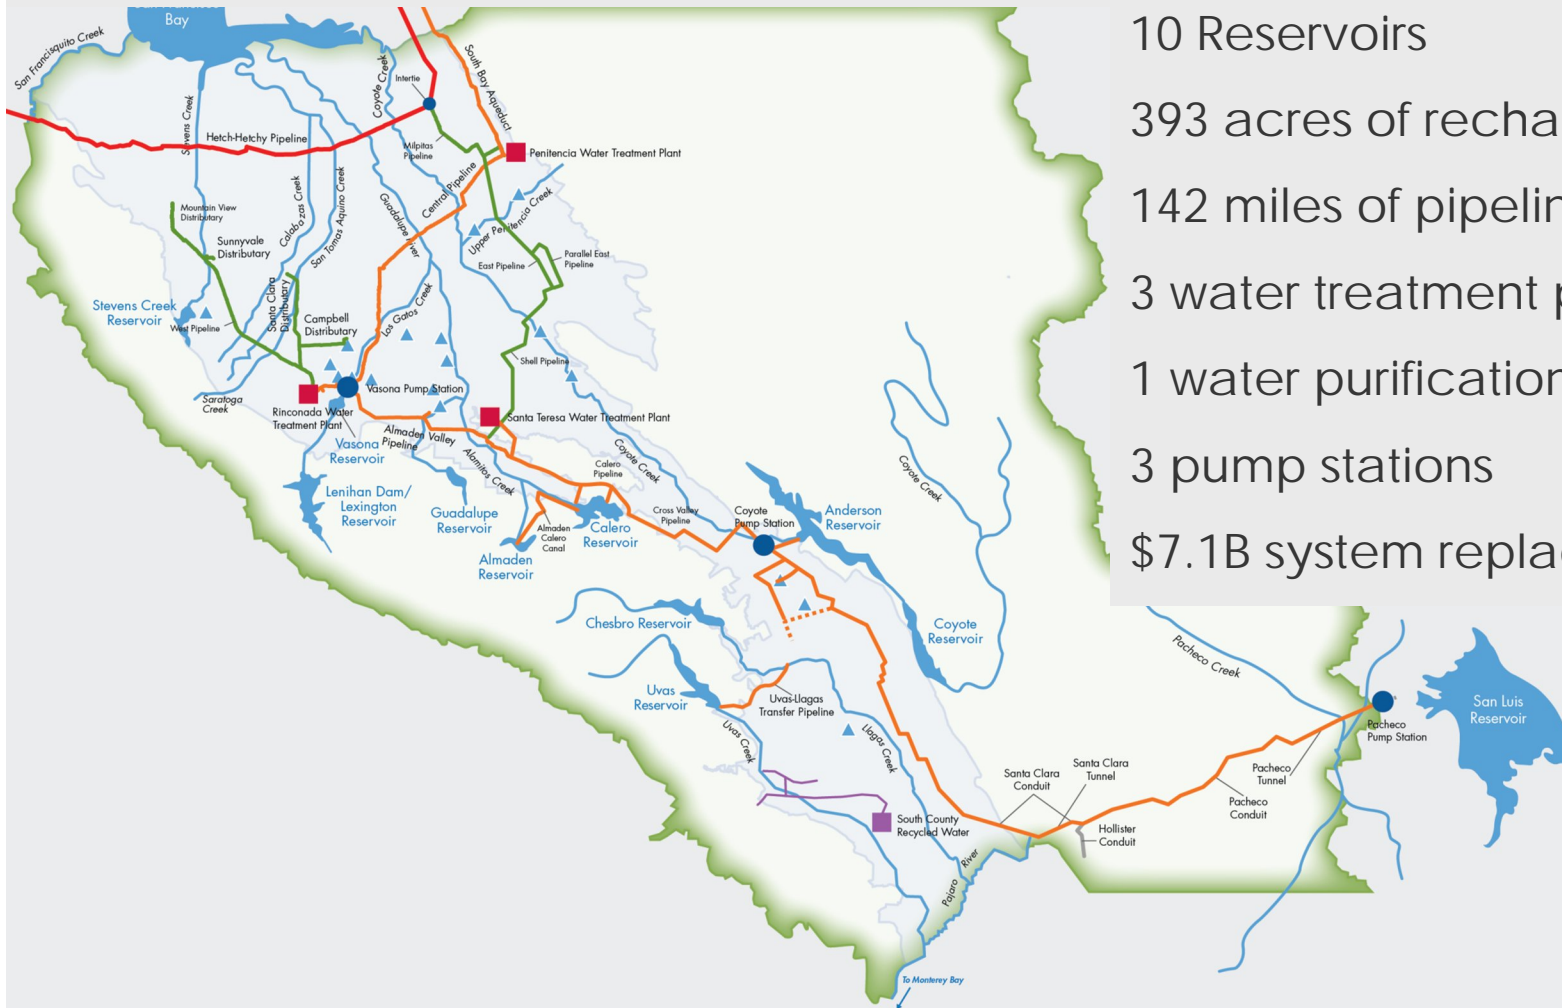 Bay
San Francisquito Creek
Stevens Creek
Coyote Creek
South Bay Aqueduct
Intertie
Hetch-Hetchy Pipeline
Milpitas
Pipeline
Penitencia Water Treatment Plant
Central Pipeline
Mountain View
Distributary
Sunnyvale
Distributary
Calabazas Creek
San Tomas Aquino Creek
Guadalupe River
Upper Penitencia Creek
East Pipeline
Parallel East
Pipeline
Stevens Creek
Reservoir
West Pipeline
Santa Clara
Distributary
Campbell
Distributary
Los Gatos Creek
Shell Pipeline
Saratoga
Creek
Vasona Pump Station
Rinconada Water
Treatment Plant
Santa Teresa Water Treatment Plant
Vasona
Reservoir
Almaden Valley
Pipeline
Alamitos Creek
Calero
Pipeline
Coyote Creek
Coyote Creek
Lenihan Dam/
Lexington
Reservoir
Guadalupe
Reservoir
Almaden
Calero
Canal
Calero
Reservoir
Cross Valley
Pipeline
Coyote
Pump Station
Anderson
Reservoir
Almaden
Reservoir
Chesbro Reservoir
Coyote
Reservoir
Uvas
Reservoir
Uvas-Llagas
Transfer Pipeline
Uvas Creek
Llagas Creek
Pacheco Creek
San Luis
Reservoir
Pacheco
Pump Station
Santa Clara
Conduit
Santa Clara
Tunnel
Pacheco
Tunnel
Pacheco
Conduit
Hollister
Conduit
South County
Recycled Water
Pajaro River
To Monterey Bay
10 Reservoirs
393 acres of recha
142 miles of pipelin
3 water treatment p
1 water purification
3 pump stations
$7.1B system repla